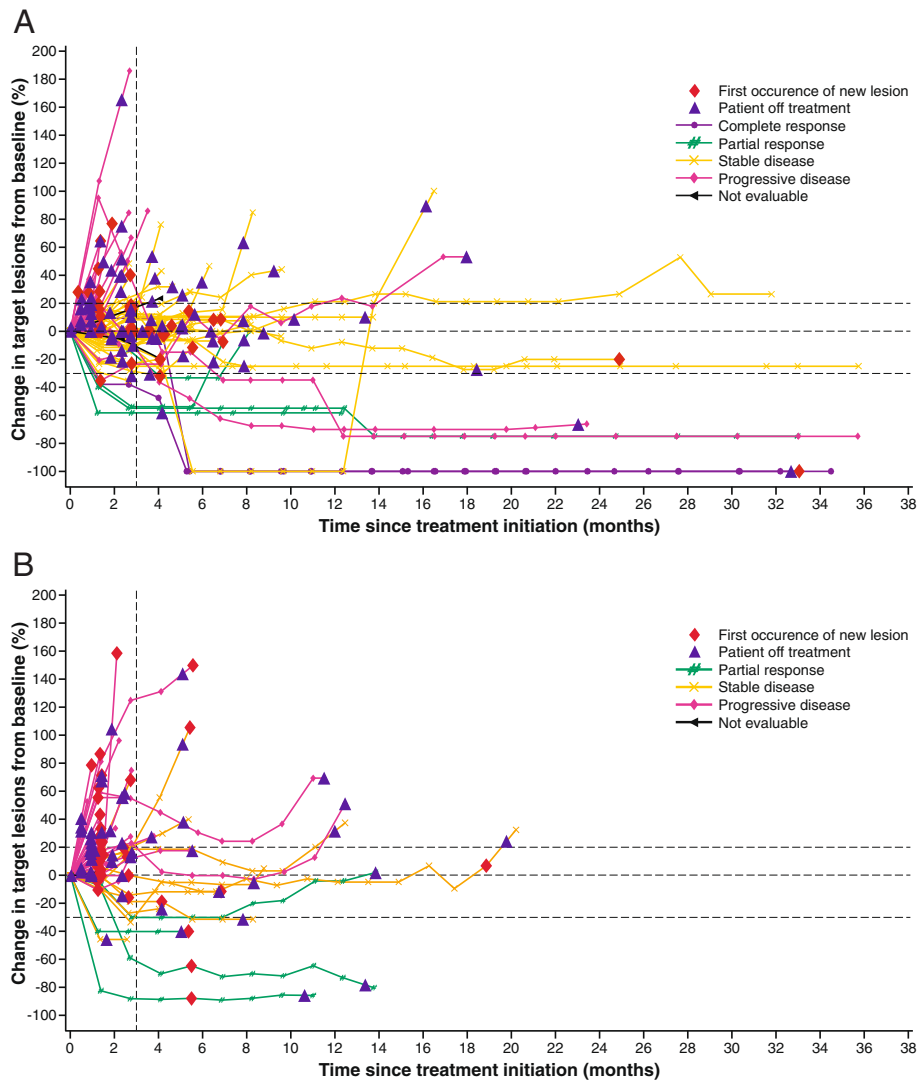 A
Change in target lesions from baseline (%)
200
180
160
140
120
100
80
60
40
20
0
-20
-40
-60
-80
-100
First occurence of new lesion
Patient off treatment
Complete response
Partial response
Stable disease
Progressive disease
Not evaluable
0 2 4 6 8 10 12 14 16 18 20 22 24 26 28 30 32 34 36 38
Time since treatment initiation (months)
B
Change in target lesions from baseline (%)
200
180
160
140
120
100
80
60
40
20
0
-20
-40
-60
-80
-100
First occurence of new lesion
Patient off treatment
Partial response
Stable disease
Progressive disease
Not evaluable
0 2 4 6 8 10 12 14 16 18 20 22 24 26 28 30 32 34 36 38
Time since treatment initiation (months)